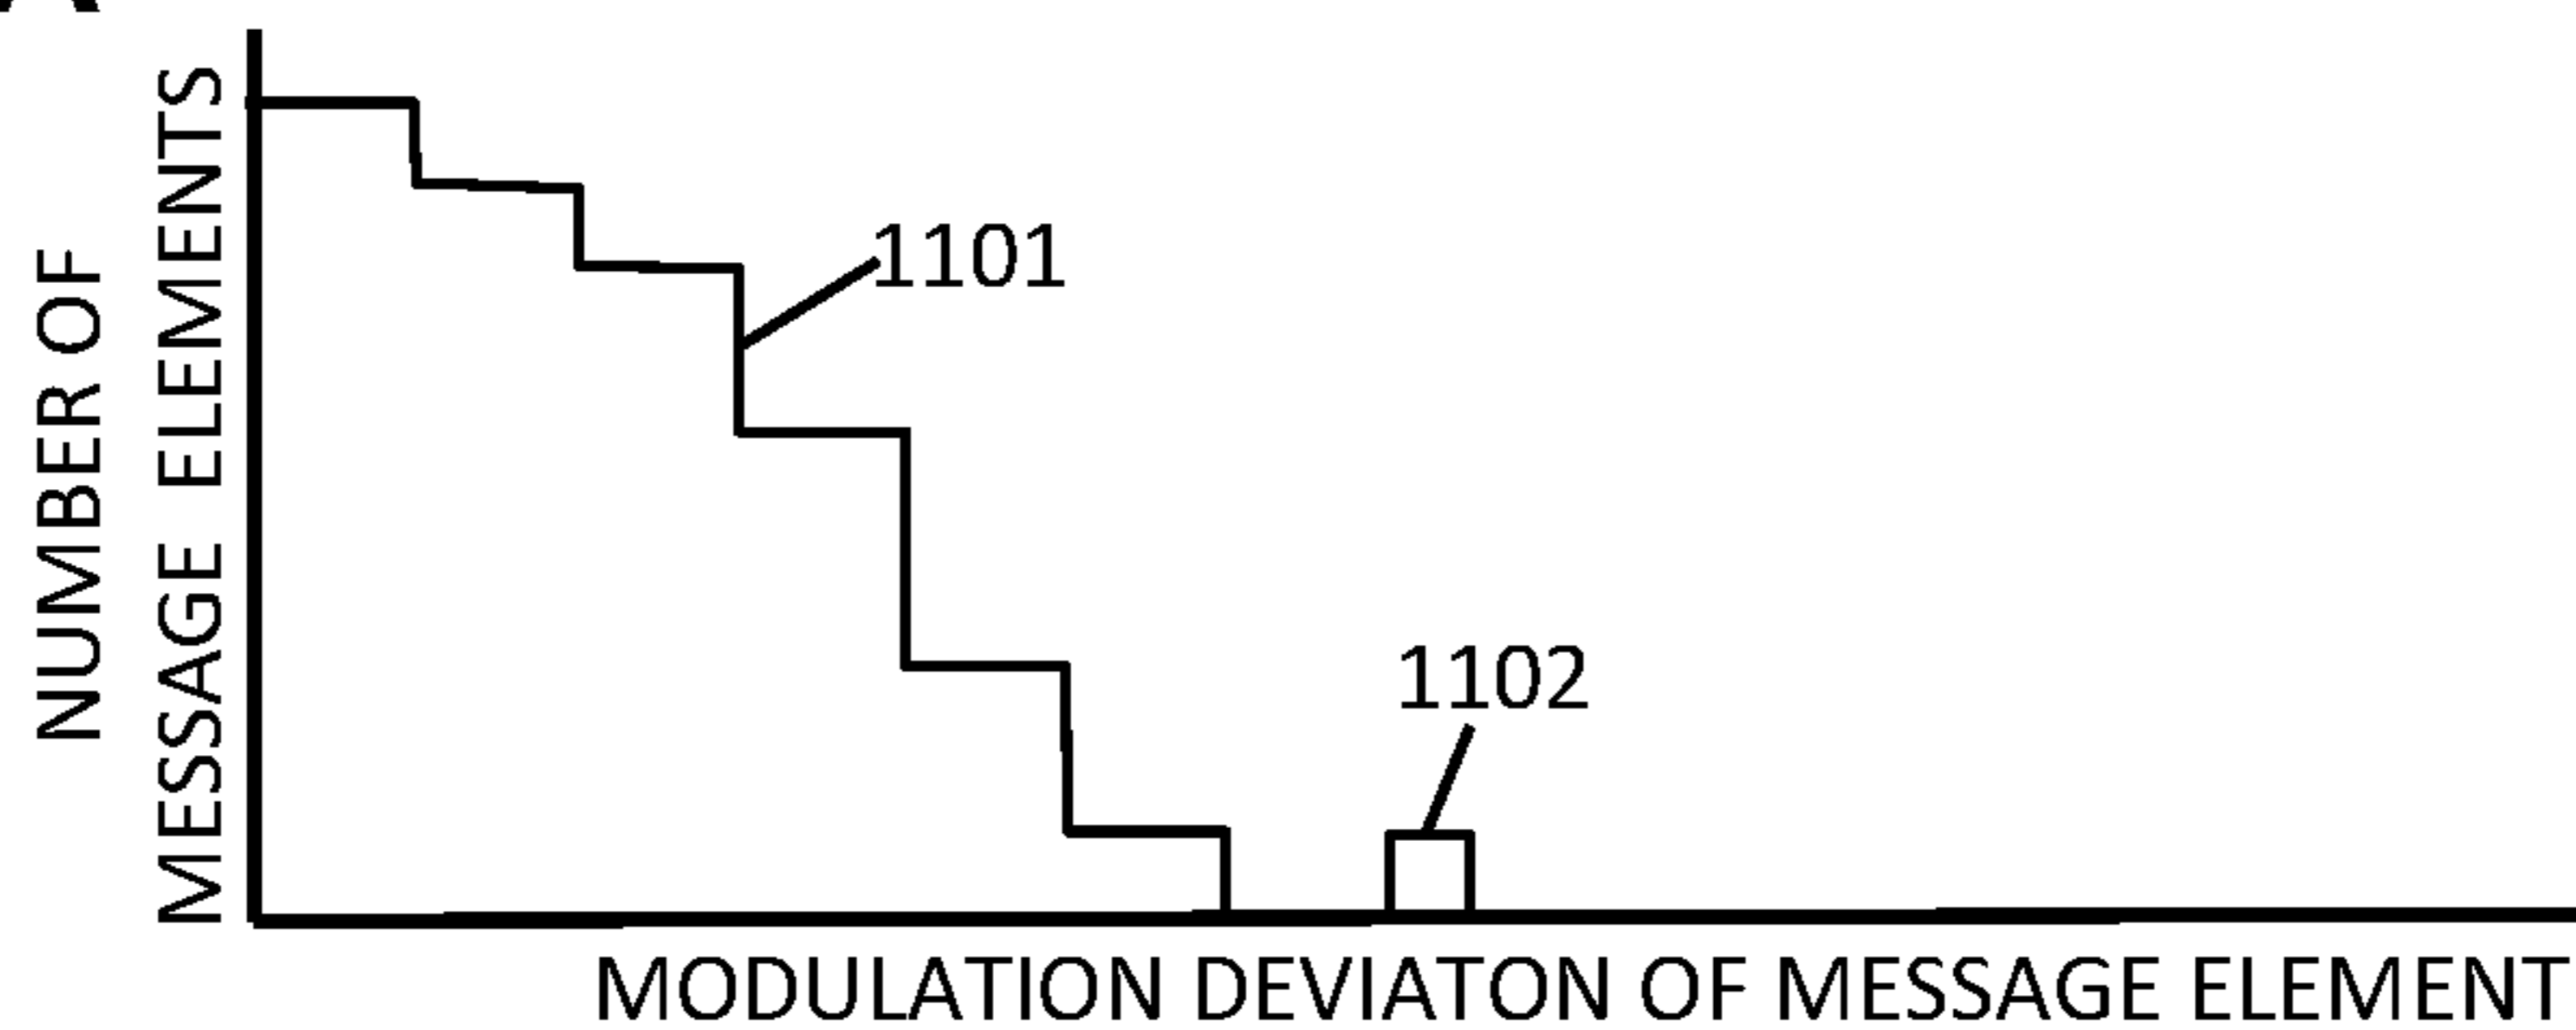 NUMBER OF
MESSAGE ELEMENTS
1101
1102
MODULATION DEVIATON OF MESSAGE ELEMENT